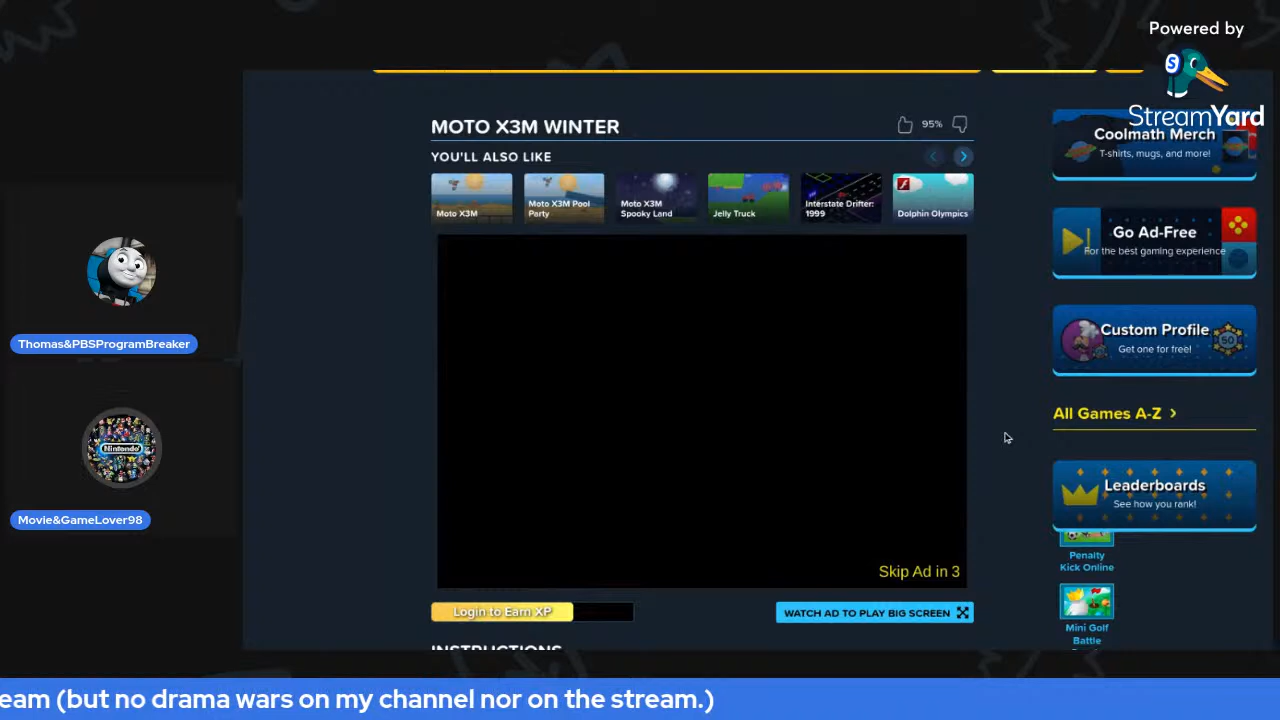 Powered by
StreamYard
MOTO X3M WINTER
95%
YOU'LL ALSO LIKE
Moto X3M
Moto X3M Pool
Party
Moto X3M
Spooky Land
Jelly Truck
Interstate Drifter:
1999
Dolphin Olympics
Skip Ad in 3
Login to Earn XP
WATCH AD TO PLAY BIG SCREEN
INSTRUCTIONS
Coolmath Merch
T-shirts, mugs, and more!
Go Ad-Free
For the best gaming experience
Custom Profile
50
Get one for free!
All Games A-Z >
Leaderboards
See how you rank!
Penalty
Kick Online
Mini Golf
Battle
Thomas&PBSProgramBreaker
Nintendo
Movie&GameLover98
eam (but no drama wars on my channel nor on the stream.)